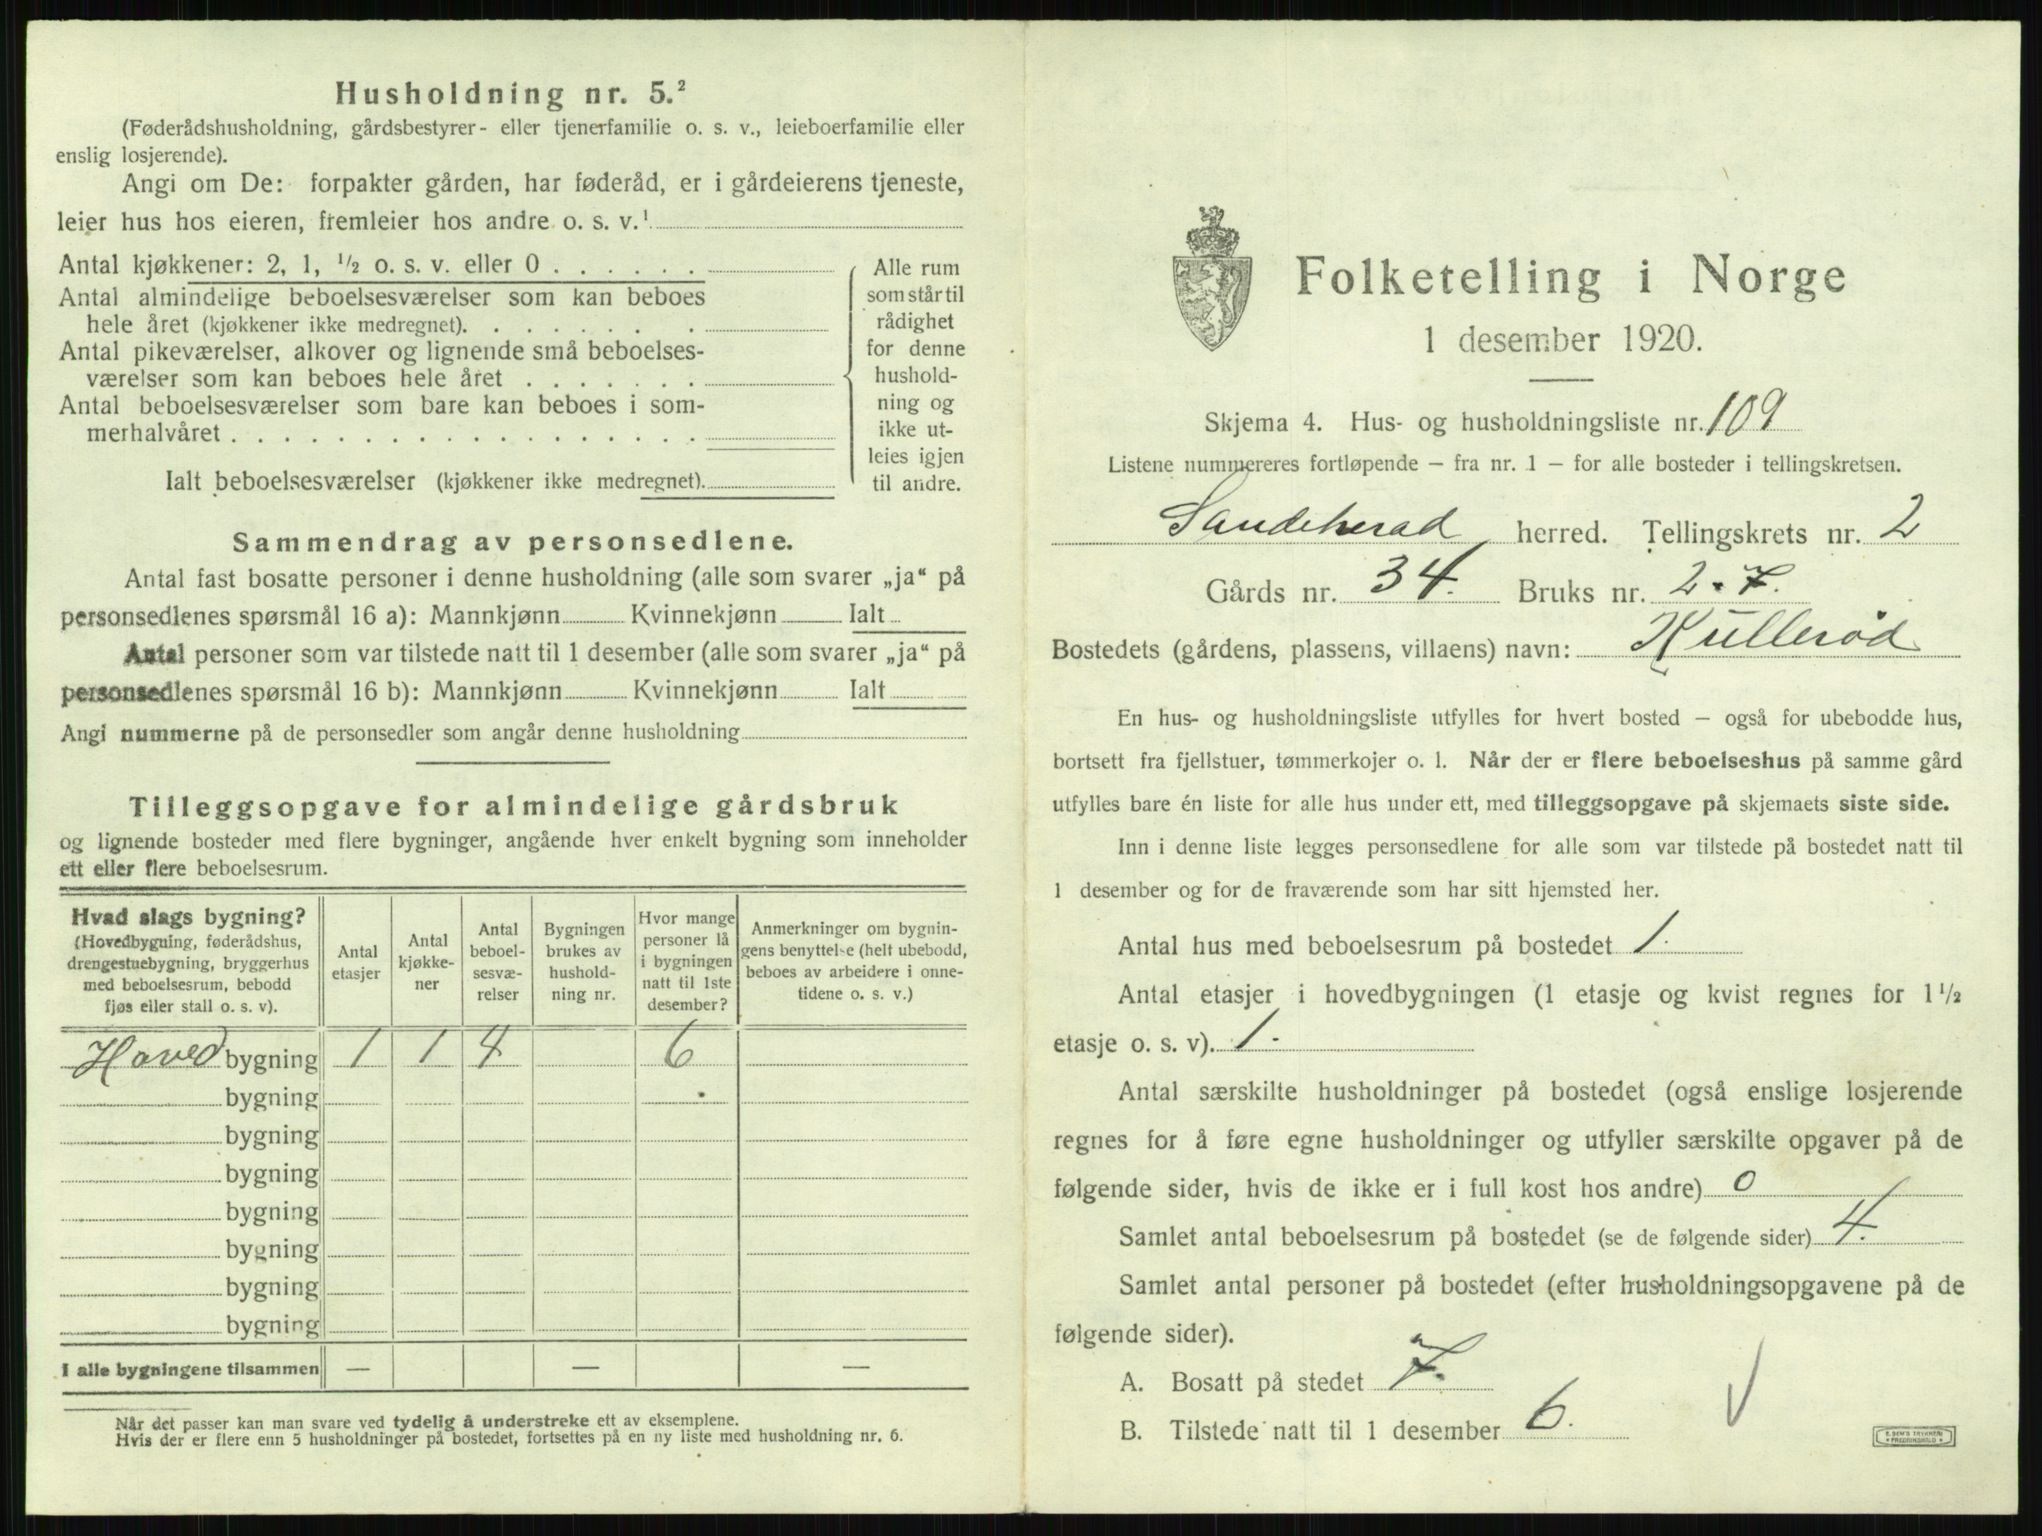 Husholdning nr. 5.²
(Føderådshusholdning, gårdsbestyrer- eller tjenerfamilie o. s. v., leieboerfamilie eller
enslig losjerende).
Angi om De: forpakter gården, har føderåd, er i gårdeierens tjeneste,
leier hus hos eieren, fremleier hos andre o. s. v.¹
Antal kjøkkener: 2, 1, ½ o. s. v. eller 0 . . . . . .
Antal almindelige beboelsesværelser som kan beboes
hele året (kjøkkener ikke medregnet). . . . . . . .
Antal pikeværelser, alkover og lignende små beboelses-
værelser som kan beboes hele året . . . . . . .
Antal beboelsesværelser som bare kan beboes i som-
merhalvåret . . . . . . . . . . . . . . . . . .
Ialt beboelsesværelser (kjøkkener ikke medregnet).
Alle rum
som står til
rådighet
for denne
hushold-
ning og
ikke ut-
leies igjen
til andre.
Sammendrag av personsedlene.
Antal fast bosatte personer i denne husholdning (alle som svarer „ja“ på
personsedlenes spørsmål 16 a): Mannkjønn Kvinnekjønn Ialt
Antal personer som var tilstede natt til 1 desember (alle som svarer „ja“ på
personsedlenes spørsmål 16 b): Mannkjønn Kvinnekjønn Ialt
Angi nummerne på de personsedler som angår denne husholdning
Tilleggsopgave for almindelige gårdsbruk
og lignende bosteder med flere bygninger, angående hver enkelt bygning som inneholder
ett eller flere beboelsesrum.
Hvad slags bygning?
(Hovedbygning, føderådshus,
drengestuebygning, bryggerhus
med beboelsesrum, bebodd
fjøs eller stall o. s. v).
Antal
etasjer
Antal
kjøkke-
ner
Antal
beboel-
sesvæ-
relser
Bygningen
brukes av
hushold-
ning nr.
Hvor mange
personer lå
i bygningen
natt til 1ste
desember?
Anmerkninger om bygnin-
gens benyttelse (helt ubebodd,
beboes av arbeidere i onne-
tidene o. s. v.)
Hoved bygning 1 1 4 6
bygning
bygning
bygning
bygning
bygning
bygning
bygning
I alle bygningene tilsammen — — —
Når det passer kan man svare ved tydelig å understreke ett av eksemplene.
Hvis der er flere enn 5 husholdninger på bostedet, fortsettes på en ny liste med husholdning nr. 6.
Folketelling i Norge
1 desember 1920.
Skjema 4. Hus- og husholdningsliste nr. 109
Listene nummereres fortløpende – fra nr. 1 – for alle bosteder i tellingskretsen.
Sandeherad herred. Tellingskrets nr. 2
Gårds nr. 34. Bruks nr. 2.7.
Bostedets (gårdens, plassens, villaens) navn: Kullerød
En hus- og husholdningsliste utfylles for hvert bosted – også for ubebodde hus,
bortsett fra fjellstuer, tømmerkojer o. l. Når der er flere beboelseshus på samme gård
utfylles bare én liste for alle hus under ett, med tilleggsopgave på skjemaets siste side.
Inn i denne liste legges personsedlene for alle som var tilstede på bostedet natt til
1 desember og for de fraværende som har sitt hjemsted her.
Antal hus med beboelsesrum på bostedet 1.
Antal etasjer i hovedbygningen (1 etasje og kvist regnes for 1½
etasje o. s. v). 1.
Antal særskilte husholdninger på bostedet (også enslige losjerende
regnes for å føre egne husholdninger og utfyller særskilte opgaver på de
følgende sider, hvis de ikke er i full kost hos andre) 0
Samlet antal beboelsesrum på bostedet (se de følgende sider) 4.
Samlet antal personer på bostedet (efter husholdningsopgavene på de
følgende sider).
A. Bosatt på stedet 7.
B. Tilstede natt til 1 desember 6.